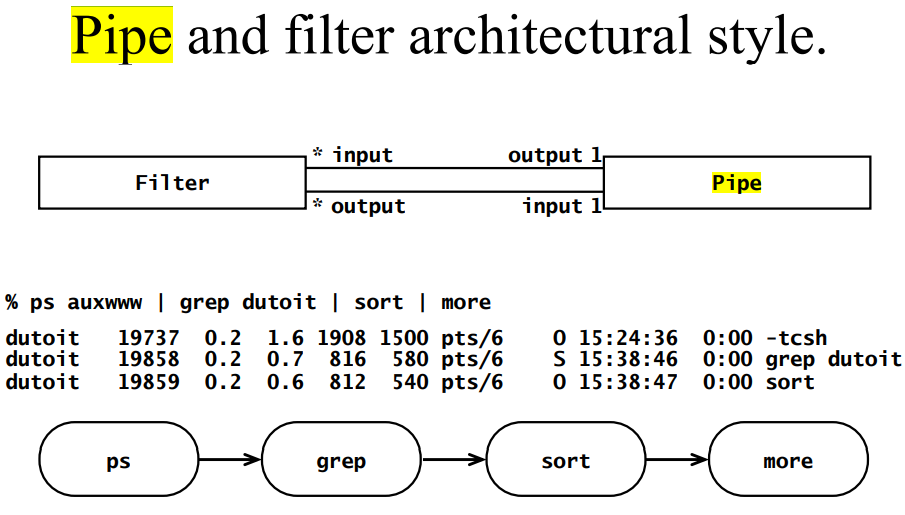 Pipe and filter architectural style.
* input output 1
Filter Pipe
* output input 1
% ps auxwww | grep dutoit | sort | more
dutoit 19737 0.2 1.6 1908 1500 pts/6 O 15:24:36 0:00 -tcsh
dutoit 19858 0.2 0.7 816 580 pts/6 S 15:38:46 0:00 grep dutoit
dutoit 19859 0.2 0.6 812 540 pts/6 O 15:38:47 0:00 sort
ps grep sort more